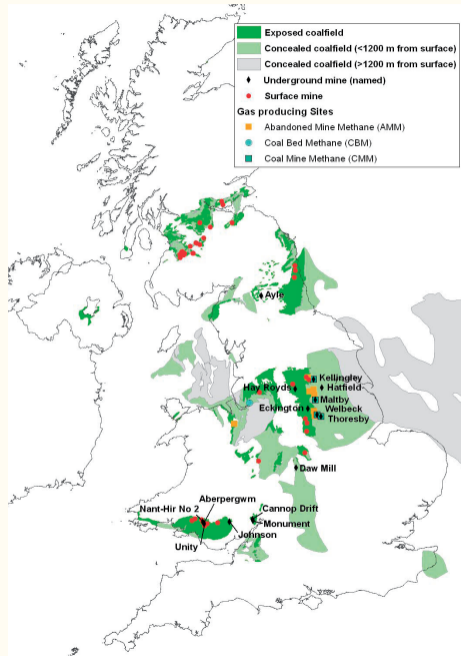 Exposed coalfield
Concealed coalfield (<1200 m from surface)
Concealed coalfield (>1200 m from surface)
Underground mine (named)
Surface mine
Gas producing Sites
Abandoned Mine Methane (AMM)
Coal Bed Methane (CBM)
Coal Mine Methane (CMM)
Ayle
Kellingley
Hay Royds
Hatfield
Maltby
Eckington
Welbeck
Thoresby
Daw Mill
Aberpergwm
Nant-Hir No 2
Cannop Drift
Monument
Johnson
Unity